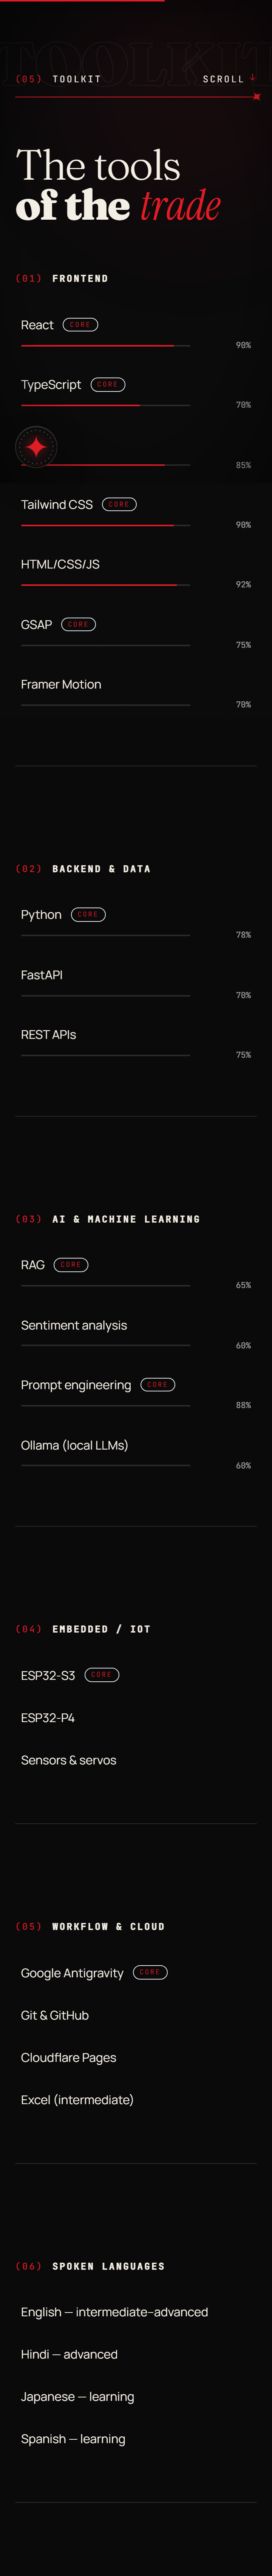 TOOLKIT
(05) TOOLKIT SCROLL ↓
The tools
of the trade
(01) FRONTEND
React CORE
90%
TypeScript CORE
70%
85%
Tailwind CSS CORE
90%
HTML/CSS/JS
92%
GSAP CORE
75%
Framer Motion
70%
(02) BACKEND & DATA
Python CORE
78%
FastAPI
70%
REST APIs
75%
(03) AI & MACHINE LEARNING
RAG CORE
65%
Sentiment analysis
60%
Prompt engineering CORE
88%
Ollama (local LLMs)
60%
(04) EMBEDDED / IOT
ESP32-S3 CORE
ESP32-P4
Sensors & servos
(05) WORKFLOW & CLOUD
Google Antigravity CORE
Git & GitHub
Cloudflare Pages
Excel (intermediate)
(06) SPOKEN LANGUAGES
English — intermediate–advanced
Hindi — advanced
Japanese — learning
Spanish — learning